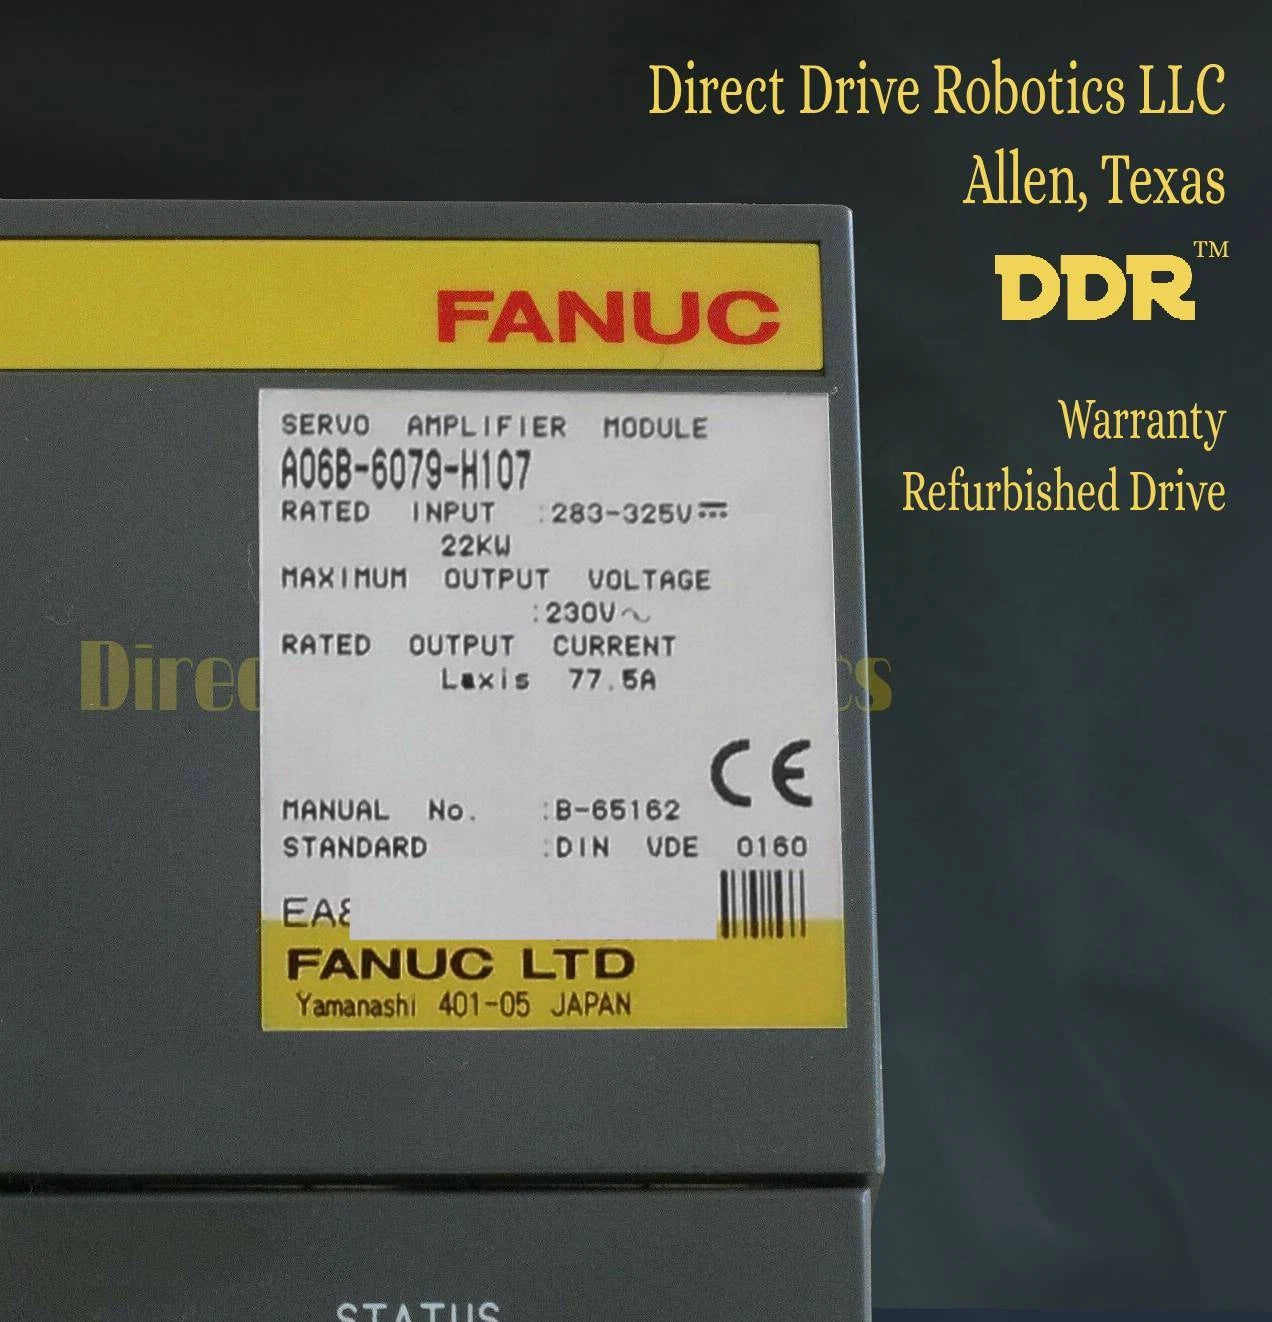 Direct Drive Robotics LLC
Allen, Texas
DDR™
Warranty
Refurbished Drive
FANUC
SERVO AMPLIFIER MODULE
A06B-6079-H107
RATED INPUT :283-325V⎓
22KW
MAXIMUM OUTPUT VOLTAGE
:230V~
RATED OUTPUT CURRENT
Laxis 77.5A
CE
MANUAL No. :B-65162
STANDARD :DIN VDE 0160
FANUC LTD
Yamanashi 401-05 JAPAN
STATUS